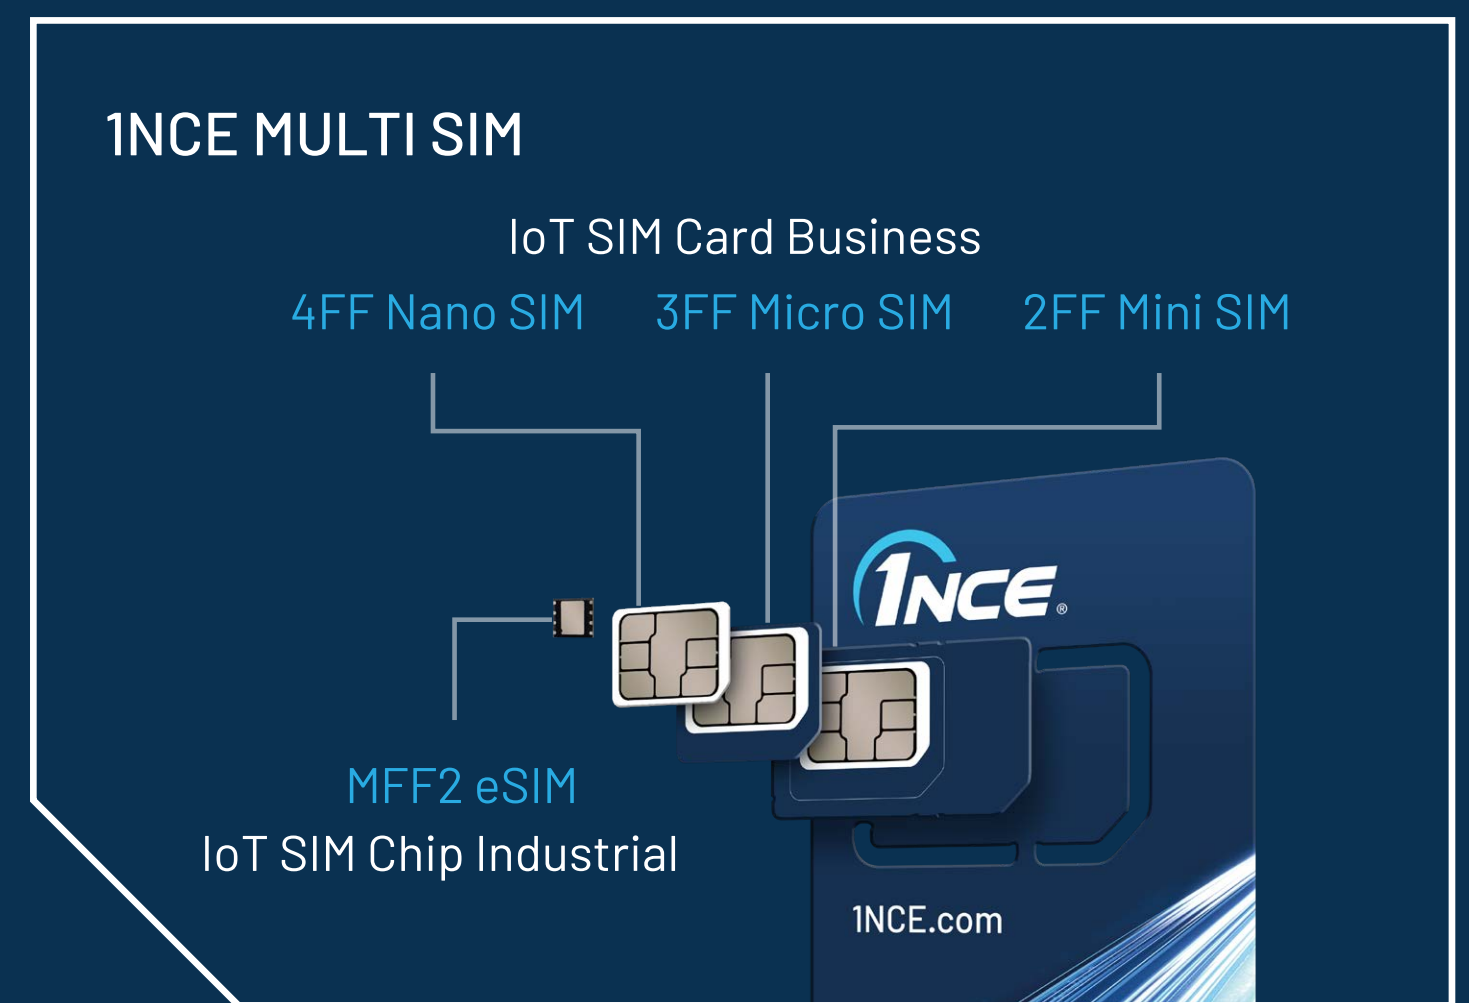 1NCE MULTI SIM
IoT SIM Card Business
4FF Nano SIM 3FF Micro SIM 2FF Mini SIM
1NCE®
MFF2 eSIM
IoT SIM Chip Industrial
1NCE.com